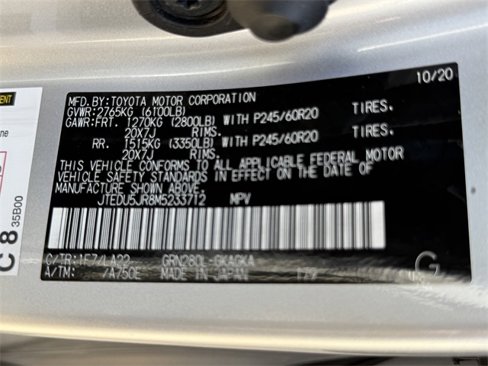 10/20
MFD.BY:TOYOTA MOTOR CORPORATION
GVWR:2765KG (6100LB)
GAWR:FRT. 1270KG (2800LB) WITH P245/60R20 TIRES,
20X7J RIMS.
RR. 1515KG (3350LB) WITH P245/60R20 TIRES,
20X7J RIMS.
THIS VEHICLE CONFORMS TO ALL APPLICABLE FEDERAL MOTOR
VEHICLE SAFETY STANDARDS IN EFFECT ON THE DATE OF
MANUFACTURE SHOWN ABOVE.
JTEDU5JR8M5233712 MPV
C/TR:1F7/LA22 GRN280L-GKAGKA
A/TM: /A750E MADE IN JAPAN 179
G
C 8
35B00